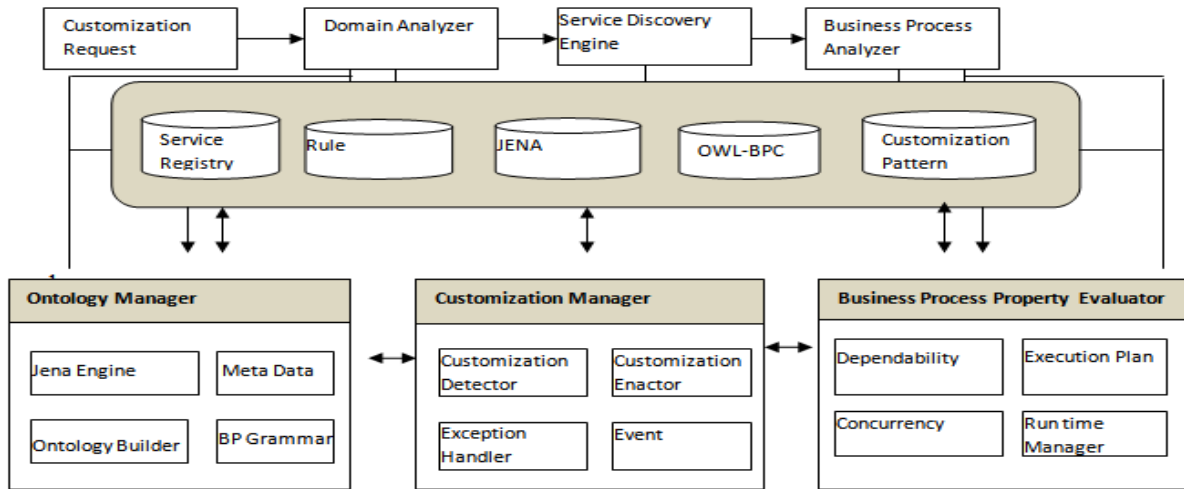 Customization
Request
Domain Analyzer
Service Discovery
Engine
Business Process
Analyzer
Service
Registry
Rule
JENA
OWL-BPC
Customization
Pattern
Ontology Manager
Customization Manager
Business Process Property Evaluator
Jena Engine
Meta Data
Ontology Builder
BP Grammar
Customization
Detector
Customization
Enactor
Exception
Handler
Event
Dependability
Execution Plan
Concurrency
Run time
Manager